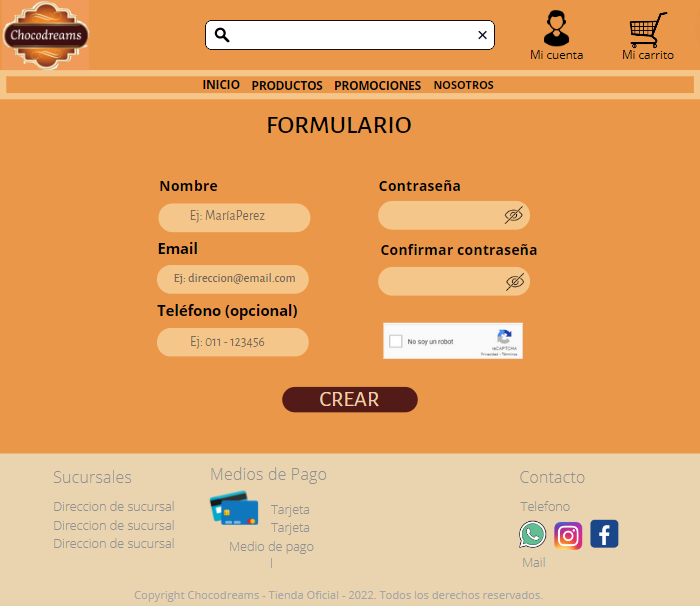 Chocodreams
Mi cuenta
Mi carrito
INICIO PRODUCTOS PROMOCIONES NOSOTROS
FORMULARIO
Nombre
Ej: MaríaPerez
Email
Ej: direccion@email.com
Teléfono (opcional)
Ej: 011 - 123456
Contraseña
Confirmar contraseña
No soy un robot
reCAPTCHA
Privacidad - Términos
CREAR
Sucursales
Direccion de sucursal
Direccion de sucursal
Direccion de sucursal
Medios de Pago
Tarjeta
Tarjeta
Medio de pago
l
Contacto
Telefono
Mail
Copyright Chocodreams - Tienda Oficial - 2022. Todos los derechos reservados.